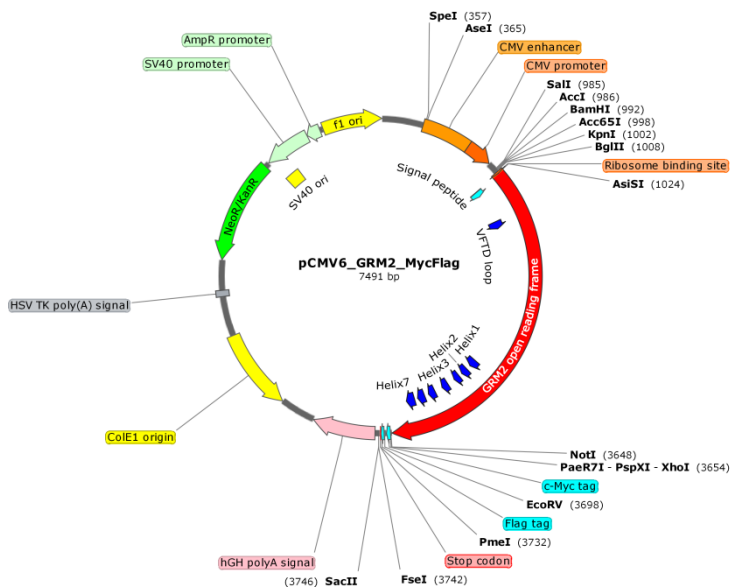 SpeI (357)
AseI (365)
AmpR promoter
CMV enhancer
SV40 promoter
CMV promoter
SalI (985)
AccI (986)
BamHI (992)
Acc65I (998)
KpnI (1002)
BglII (1008)
Ribosome binding site
AsiSI (1024)
f1 ori
SV40 ori
Signal peptide
NeoR/KanR
VFTD loop
pCMV6_GRM2_MycFlag
7491 bp
HSV TK poly(A) signal
GRM2 open reading frame
Helix1
Helix2
Helix3
Helix7
ColE1 origin
NotI (3648)
PaeR7I - PspXI - XhoI (3654)
c-Myc tag
EcoRV (3698)
Flag tag
PmeI (3732)
hGH polyA signal
Stop codon
(3746) SacII
FseI (3742)